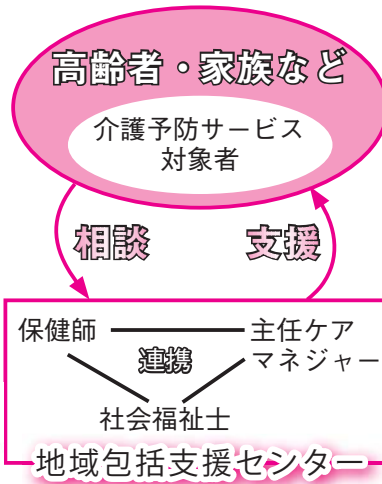 高齢者・家族など
介護予防サービス
対象者
相談
支援
保健師
主任ケア
マネジャー
連携
社会福祉士
地域包括支援センター